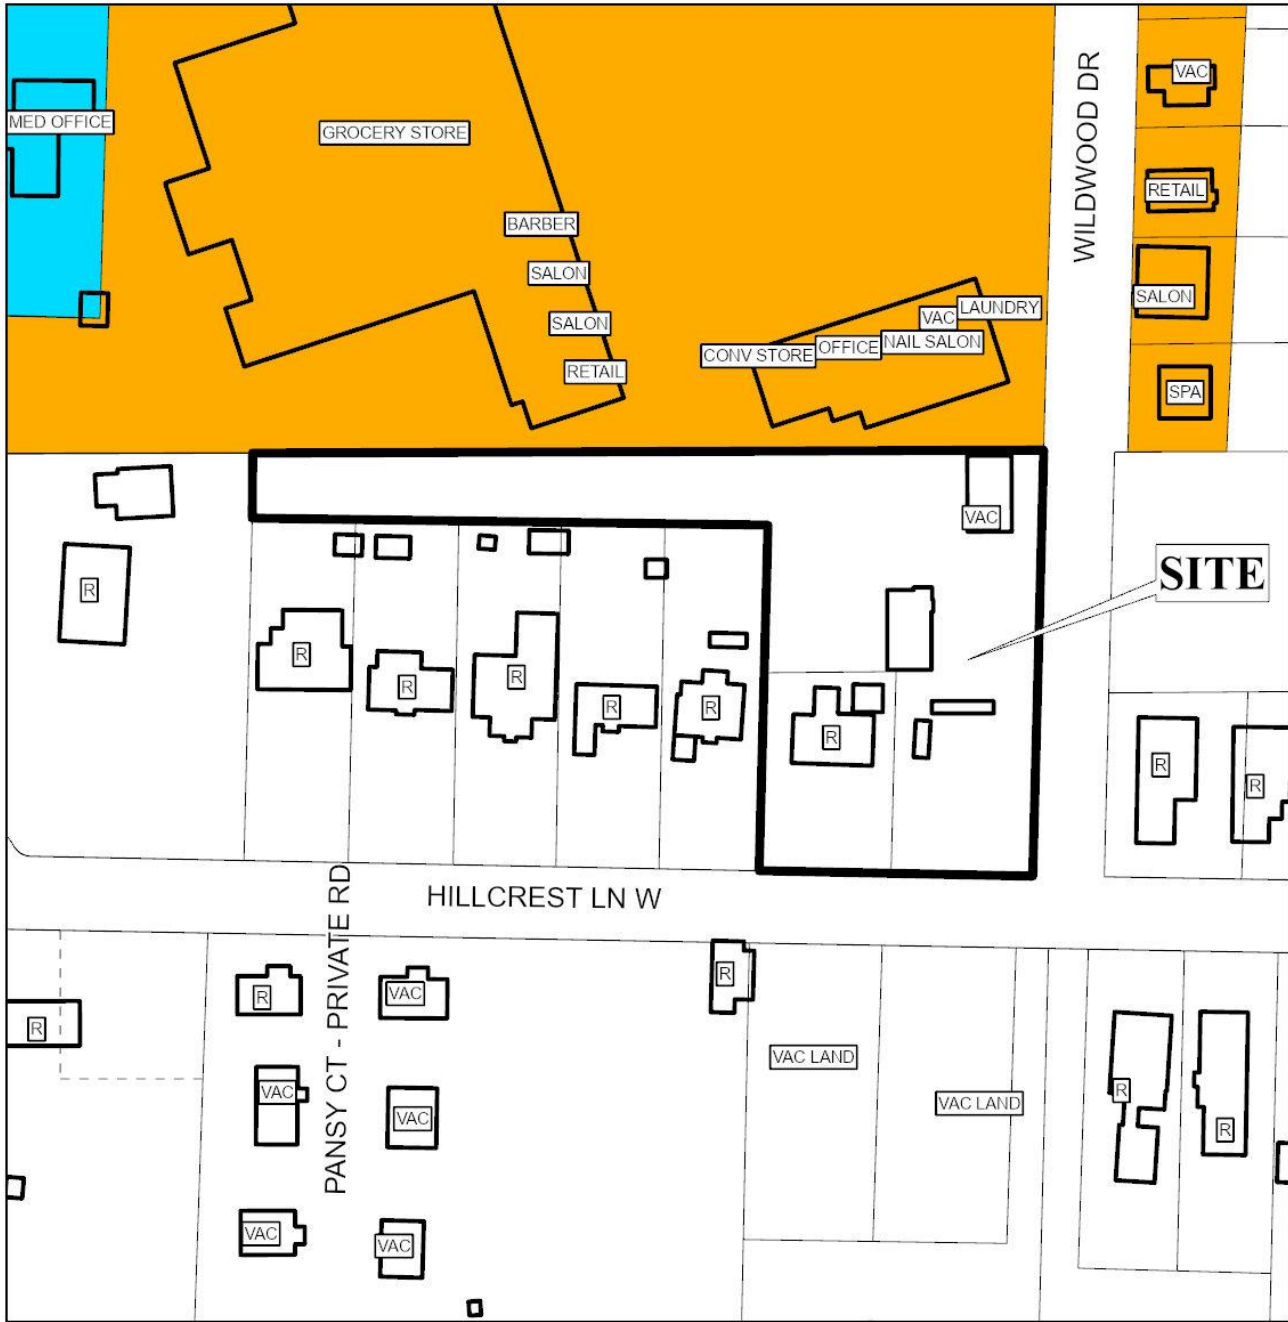 WILDWOOD DR
VAC
MED OFFICE
GROCERY STORE
RETAIL
BARBER
SALON
SALON
LAUNDRY
VAC
SALON
NAIL SALON
OFFICE
CONV STORE
RETAIL
SPA
VAC
SITE
R
R
R
R
R
R
R
R
R
HILLCREST LN W
PANSY CT - PRIVATE RD
R
R
VAC
R
VAC LAND
VAC
VAC
VAC LAND
R
R
VAC
VAC